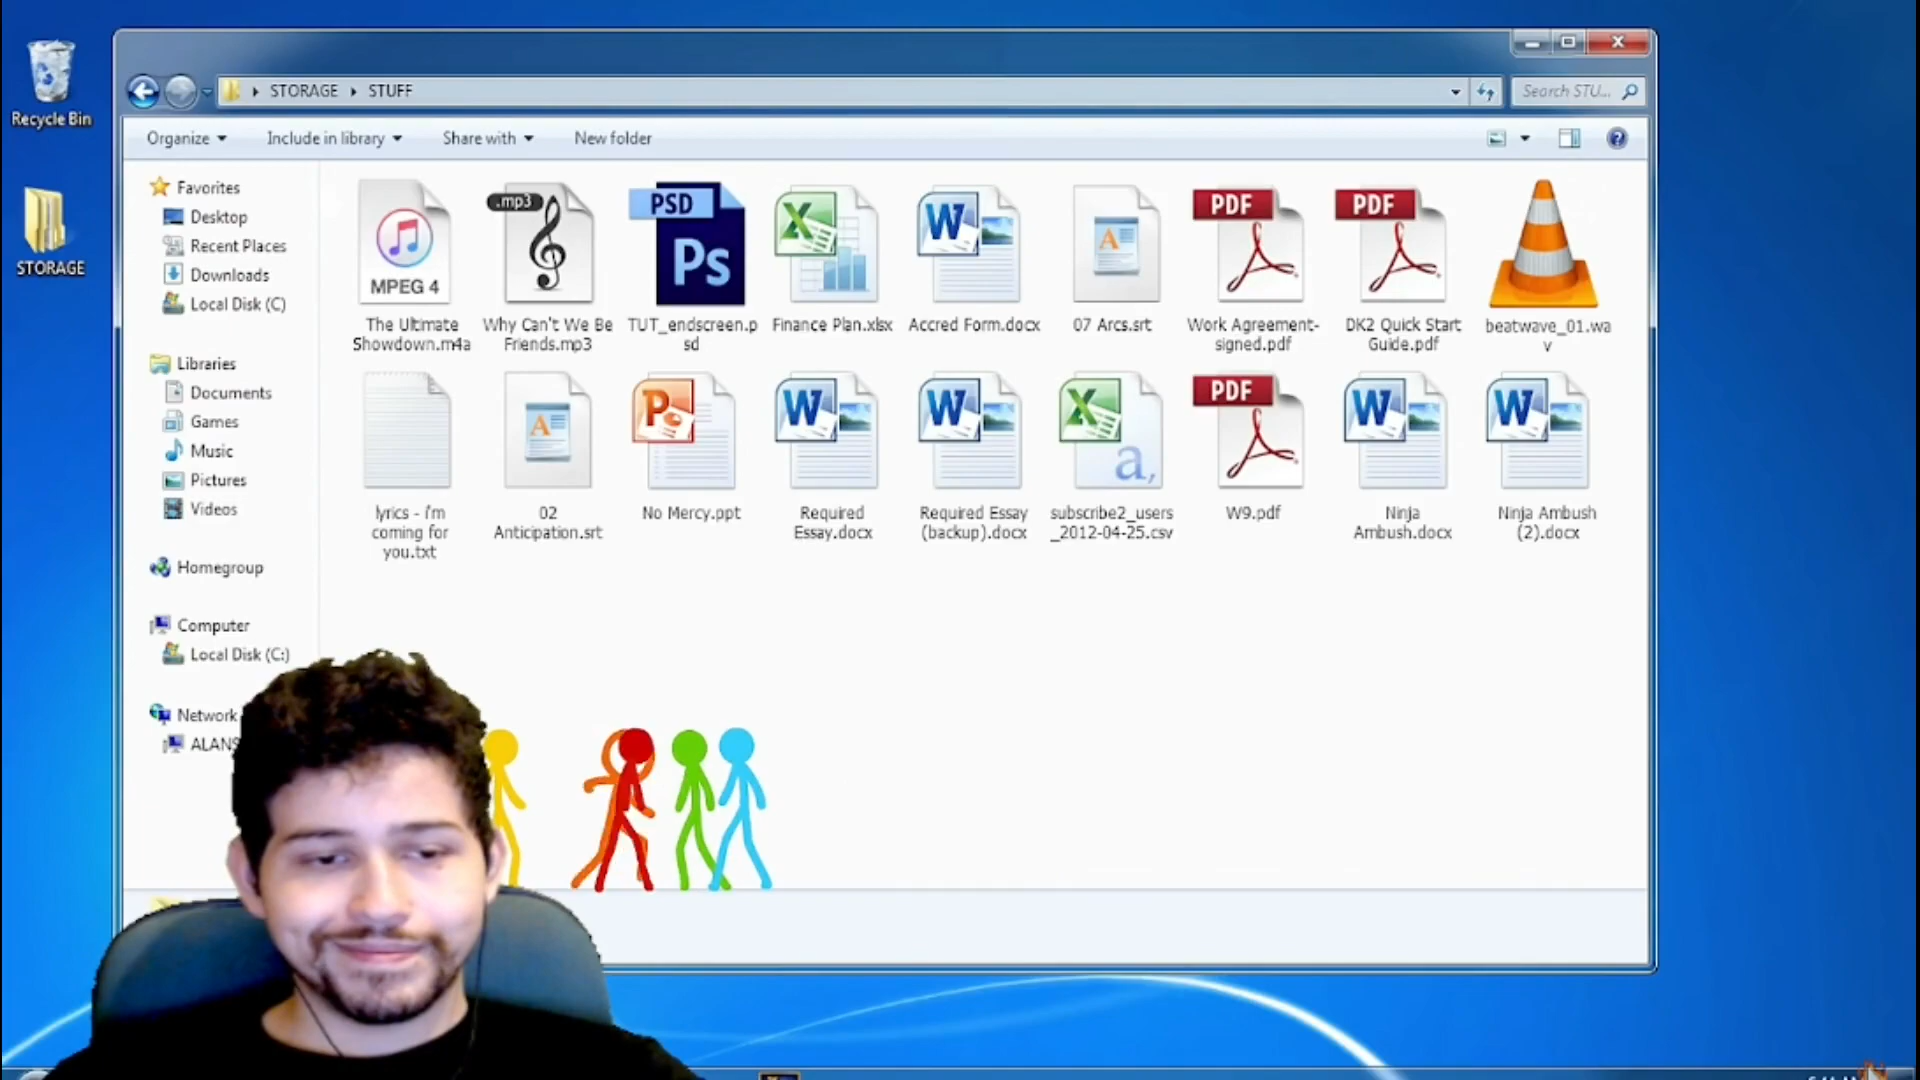 Recycle Bin
STORAGE
STORAGE
STUFF
Search STU...
Organize
Include in library
Share with
New folder
Favorites
Desktop
Recent Places
Downloads
Local Disk (C)
Libraries
Documents
Games
Music
Pictures
Videos
Homegroup
Computer
Local Disk (C:)
Network
MPEG 4
The Ultimate
Showdown.m4a
.mp3
Why Can't We Be
Friends.mp3
PSD
Ps
TUT_endscreen.p
sd
X
Finance Plan.xlsx
W
Accred Form.docx
A
07 Arcs.srt
PDF
Work Agreement-
signed.pdf
PDF
DK2 Quick Start
Guide.pdf
beatwave_01.wa
v
lyrics - i'm
coming for
you.txt
A
02
Anticipation.srt
P
No Mercy.ppt
W
Required
Essay.docx
W
Required Essay
(backup).docx
X
a,
subscribe2_users
_2012-04-25.csv
PDF
W9.pdf
W
Ninja
Ambush.docx
W
Ninja Ambush
(2).docx